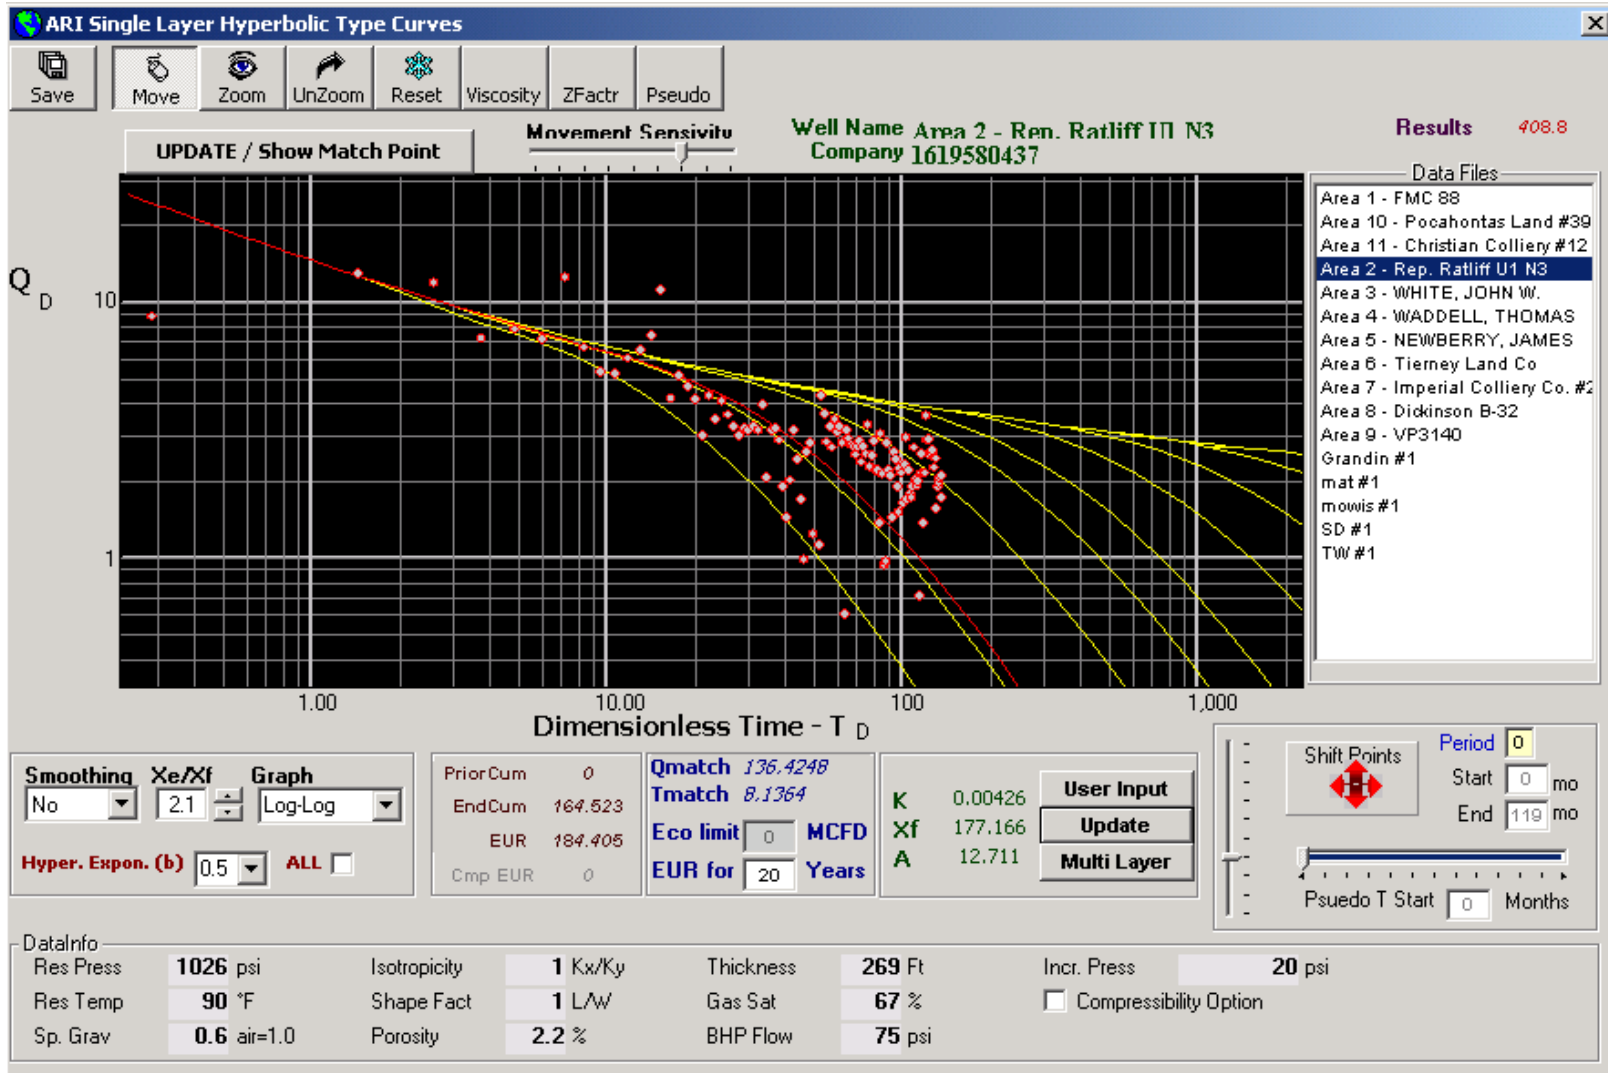 ARI Single Layer Hyperbolic Type Curves
Save Move Zoom UnZoom Reset Viscosity ZFactr Pseudo
UPDATE / Show Match Point
Movement Sensivity
Well Name Area 2 - Rep. Ratliff U1 N3
Company 1619580437
Results 408.8
Data Files
Area 1 - FMC 88
Area 10 - Pocahontas Land #39
Area 11 - Christian Colliery #12
Area 2 - Rep. Ratliff U1 N3
Area 3 - WHITE, JOHN W.
Area 4 - WADDELL, THOMAS
Area 5 - NEWBERRY, JAMES
Area 6 - Tierney Land Co
Area 7 - Imperial Colliery Co. #2
Area 8 - Dickinson B-32
Area 9 - VP3140
Grandin #1
mat #1
mowis #1
SD #1
TW #1
Q D
10
1
1.00 10.00 100 1,000
Dimensionless Time - T D
Smoothing Xe/Xf Graph
No 2.1 Log-Log
Hyper. Expon. (b) 0.5 ALL
PriorCum 0
EndCum 164.523
EUR 184.405
Cmp EUR 0
Qmatch 136.4248
Tmatch 8.1364
Eco limit 0 MCFD
EUR for 20 Years
K 0.00426
Xf 177.166
A 12.711
User Input
Update
Multi Layer
Shift Points
Period 0
Start 0 mo
End 119 mo
Psuedo T Start 0 Months
DataInfo
Res Press 1026 psi Isotropicity 1 Kx/Ky Thickness 269 Ft Incr. Press 20 psi
Res Temp 90 °F Shape Fact 1 L/W Gas Sat 67 % Compressibility Option
Sp. Grav 0.6 air=1.0 Porosity 2.2 % BHP Flow 75 psi